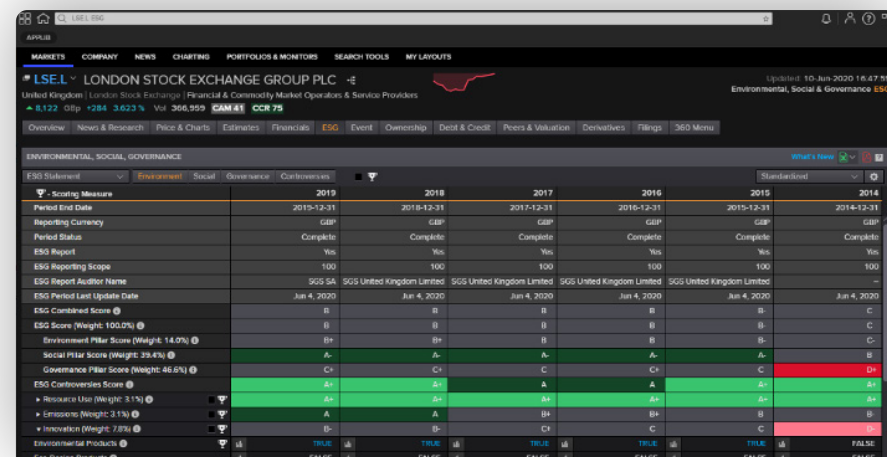 LSE.L ESG
APPLIB
MARKETS COMPANY NEWS CHARTING PORTFOLIOS & MONITORS SEARCH TOOLS MY LAYOUTS
LSE.L LONDON STOCK EXCHANGE GROUP PLC
Updated: 10-Jun-2020 16:47:59
United Kingdom | London Stock Exchange | Financial & Commodity Market Operators & Service Providers
Environmental, Social & Governance ESG
8,122 GBp +284 3.623% Vol 366,959 CAM 41 CCR 75
Overview News & Research Price & Charts Estimates Financials ESG Event Ownership Debt & Credit Peers & Valuation Derivatives Filings 360 Menu
ENVIRONMENTAL, SOCIAL, GOVERNANCE What's New
ESG Statement Environment Social Governance Controversies Standardized
- Scoring Measure 2019 2018 2017 2016 2015 2014
Period End Date 2019-12-31 2018-12-31 2017-12-31 2016-12-31 2015-12-31 2014-12-31
Reporting Currency GBP GBP GBP GBP GBP GBP
Period Status Complete Complete Complete Complete Complete Complete
ESG Report Yes Yes Yes Yes Yes Yes
ESG Reporting Scope 100 100 100 100 100 100
ESG Report Auditor Name SGS SA SGS United Kingdom Limited SGS United Kingdom Limited SGS United Kingdom Limited SGS United Kingdom Limited --
ESG Period Last Update Date Jun 4, 2020 Jun 4, 2020 Jun 4, 2020 Jun 4, 2020 Jun 4, 2020 Jun 4, 2020
ESG Combined Score B B B B B- C
ESG Score (Weight: 100.0%) B B B B B- C
Environment Pillar Score (Weight: 14.0%) B+ B+ B B B- C-
Social Pillar Score (Weight: 39.4%) A- A- A- A- A- B
Governance Pillar Score (Weight: 46.6%) C+ C+ C C+ C D+
ESG Controversies Score A+ A+ A A A+ A+
Resource Use (Weight: 3.1%) A+ A+ A+ A+ A+ A+
Emissions (Weight: 3.1%) A A B+ B+ B B-
Innovation (Weight: 7.8%) B- B- C+ C C D-
Environmental Products TRUE TRUE TRUE TRUE TRUE FALSE